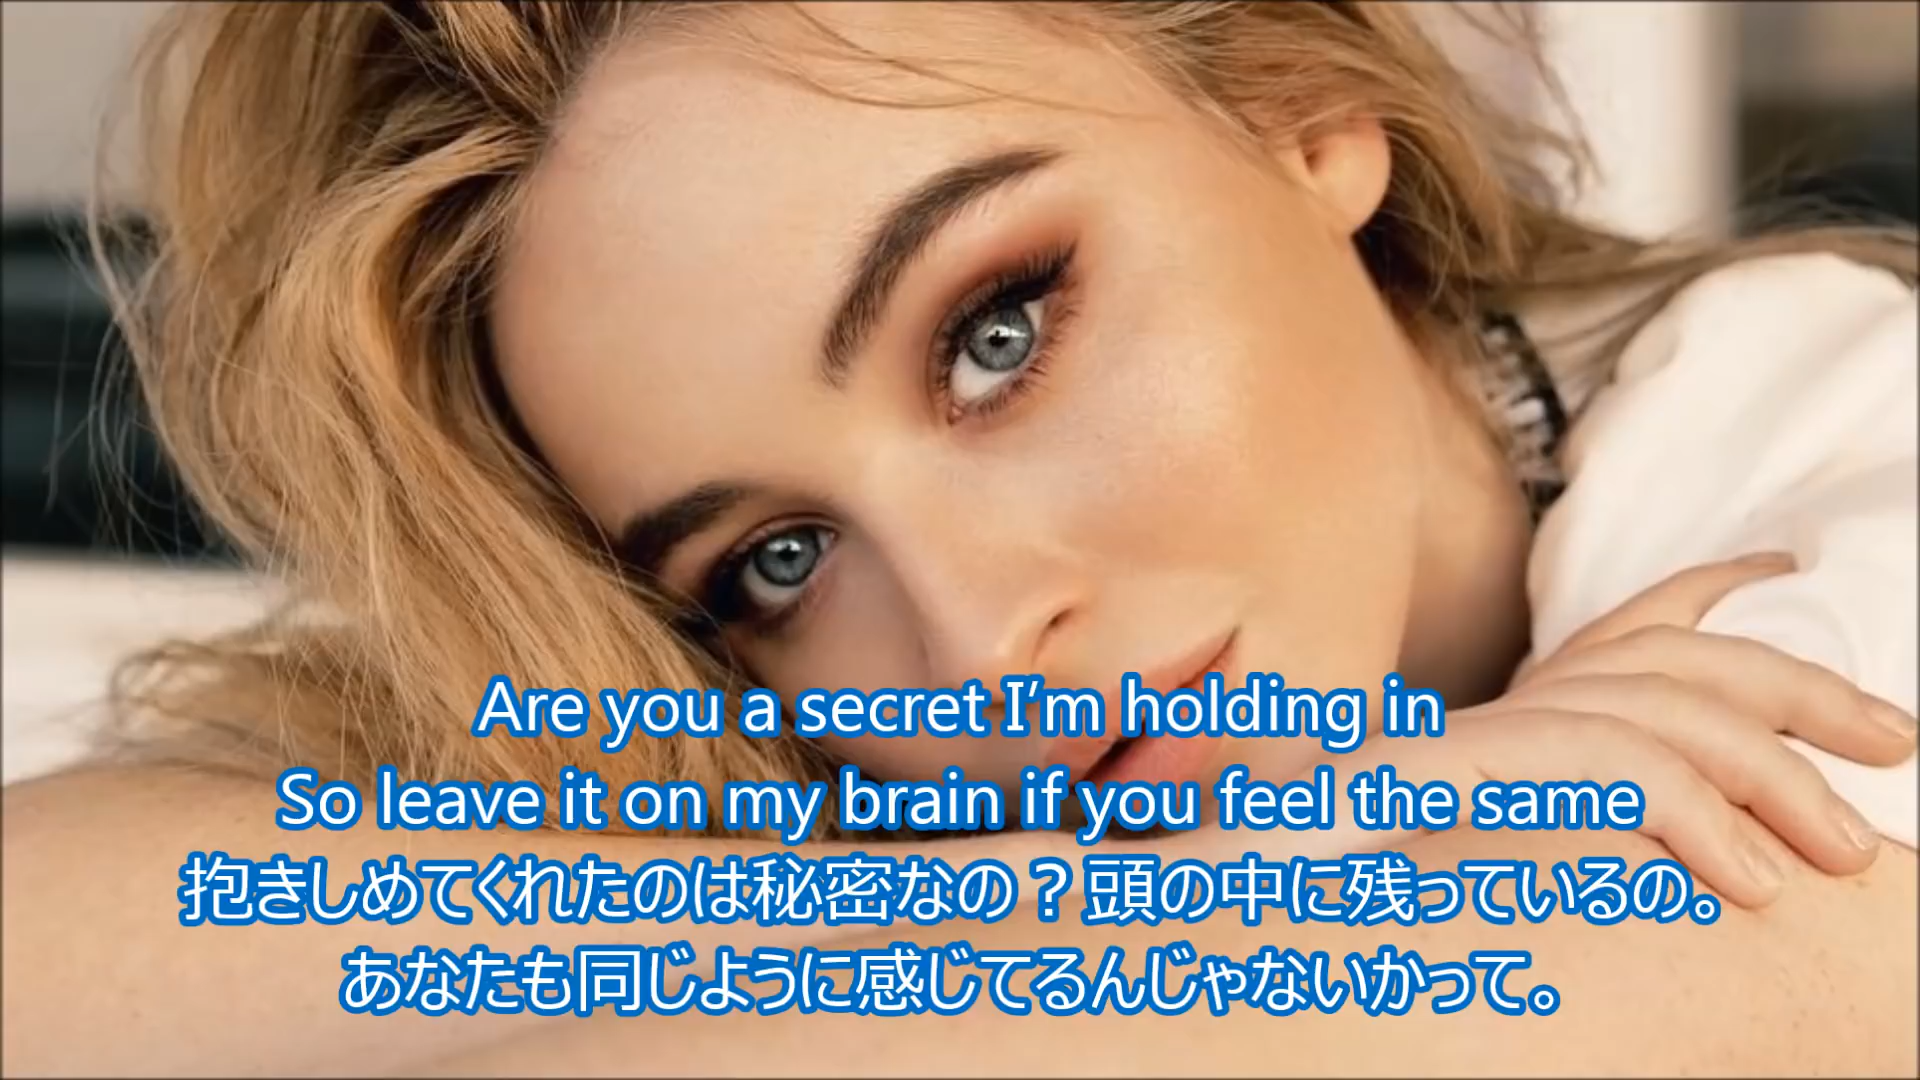 Are you a secret I’m holding in
So leave it on my brain if you feel the same
抱きしめてくれたのは秘密なの？頭の中に残っているの。
あなたも同じように感じてるんじゃないかって。